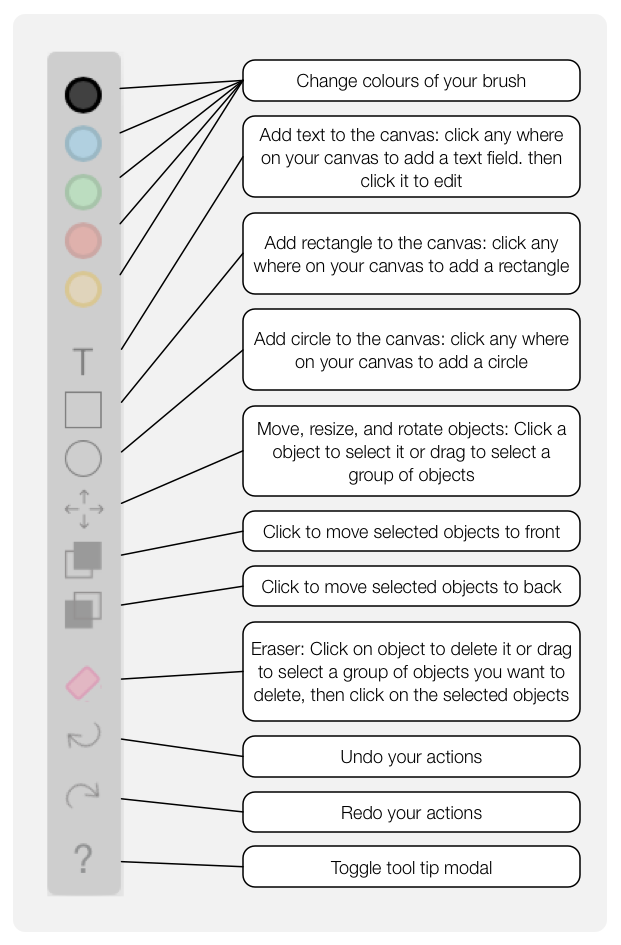 Change colours of your brush
Add text to the canvas: click any where
on your canvas to add a text field. then
click it to edit
T
Add rectangle to the canvas: click any
where on your canvas to add a rectangle
Add circle to the canvas: click any where
on your canvas to add a circle
Move, resize, and rotate objects: Click a
object to select it or drag to select a
group of objects
Click to move selected objects to front
Click to move selected objects to back
Eraser: Click on object to delete it or drag
to select a group of objects you want to
delete, then click on the selected objects
Undo your actions
Redo your actions
?
Toggle tool tip modal